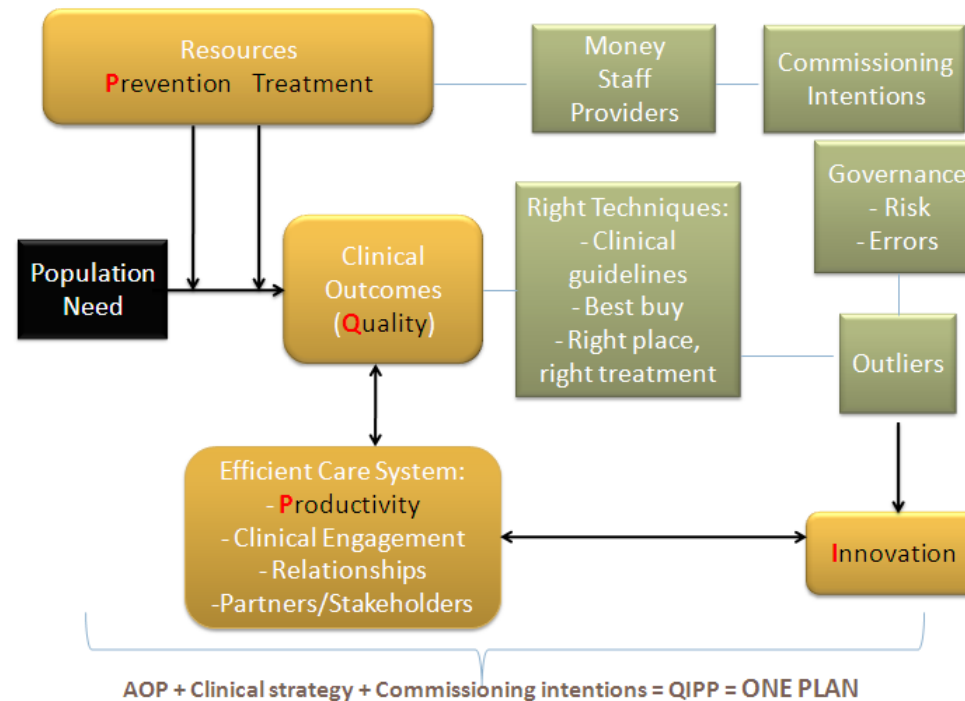 Resources
Prevention Treatment
Money
Staff
Providers
Commissioning
Intentions
Population
Need
Clinical
Outcomes
(Quality)
Right Techniques:
- Clinical
guidelines
- Best buy
- Right place,
right treatment
Governance
- Risk
- Errors
Outliers
Efficient Care System:
- Productivity
- Clinical Engagement
- Relationships
-Partners/Stakeholders
Innovation
AOP + Clinical strategy + Commissioning intentions = QIPP = ONE PLAN